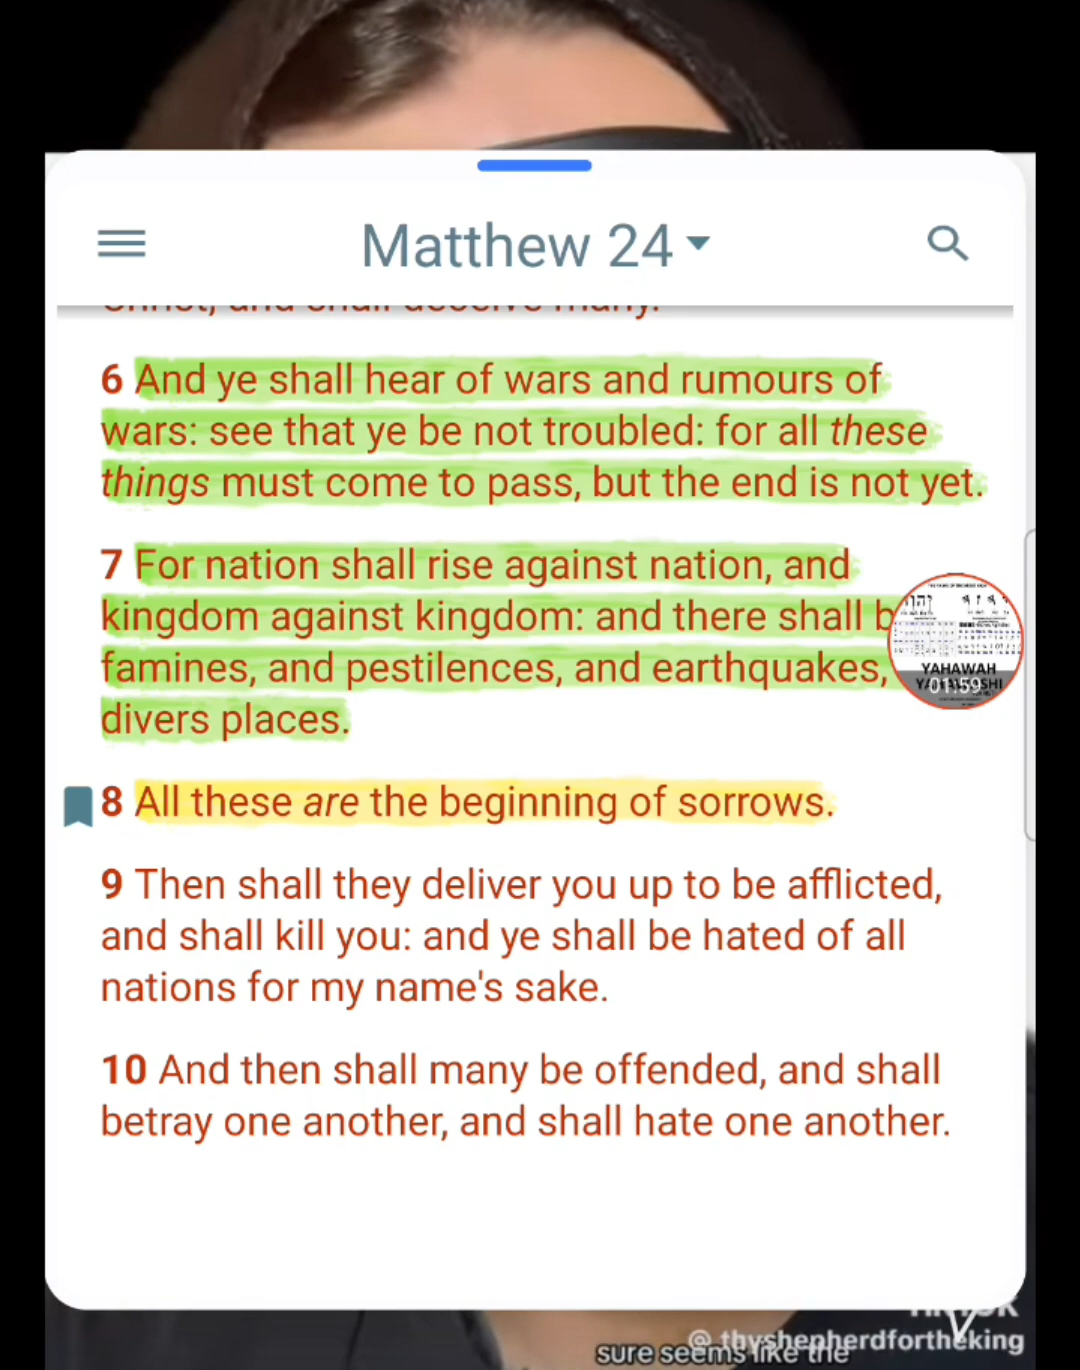 Matthew 24
Christ, and shall deceive many.
6 And ye shall hear of wars and rumours of
wars: see that ye be not troubled: for all these
things must come to pass, but the end is not yet.
7 For nation shall rise against nation, and
kingdom against kingdom: and there shall b
famines, and pestilences, and earthquakes,
divers places.
YAHAWAH
01:59
8 All these are the beginning of sorrows.
9 Then shall they deliver you up to be afflicted,
and shall kill you: and ye shall be hated of all
nations for my name's sake.
10 And then shall many be offended, and shall
betray one another, and shall hate one another.
@thyshepherdfortheking
sure seems like the